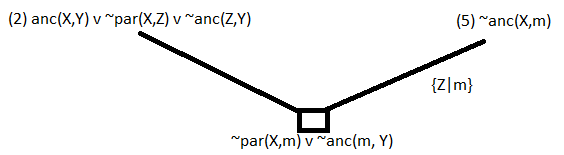 (2) anc(X,Y) v ~par(X,Z) v ~anc(Z,Y)
(5) ~anc(X,m)
{Z|m}
~par(X,m) v ~anc(m, Y)